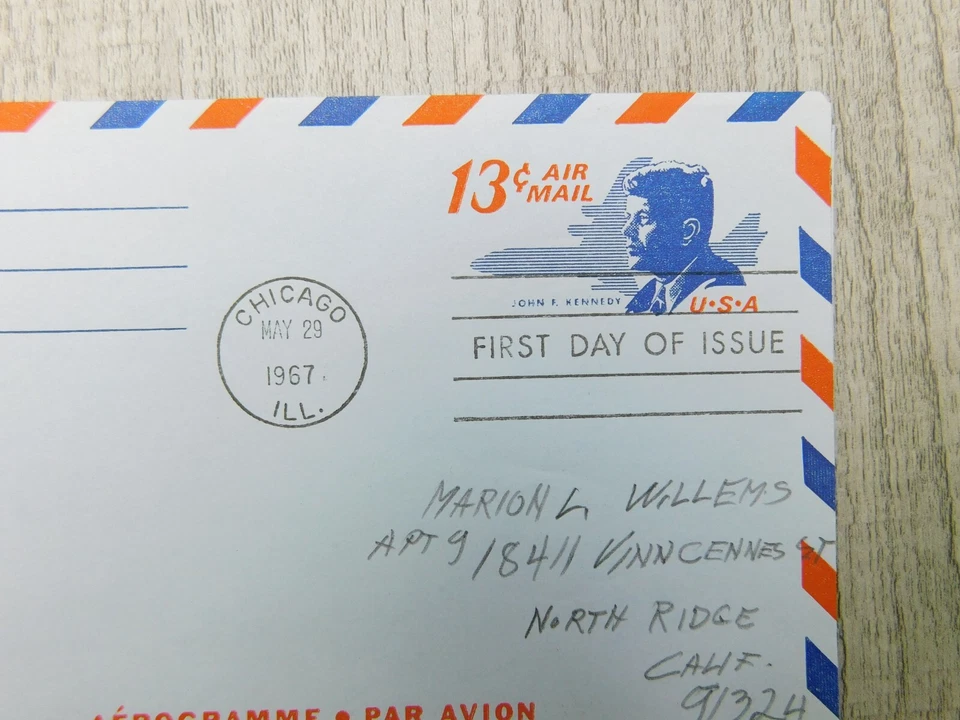 13¢ AIR MAIL
JOHN F. KENNEDY
U·S·A
CHICAGO
MAY 29
1967
ILL.
FIRST DAY OF ISSUE
MARION L WILLEMS
APT 9 18411 VINNCENNES ST
NORTH RIDGE
CALIF.
91324
AÉROGRAMME • PAR AVION